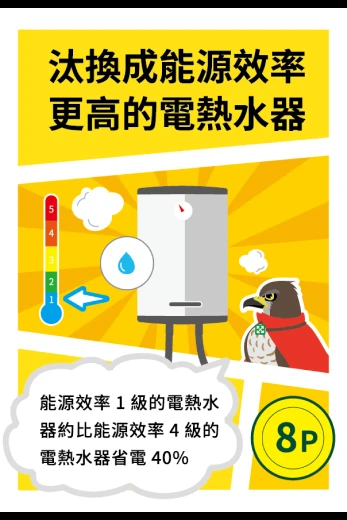 汰換成能源效率
更高的電熱水器
5
4
3
2
1
能源效率 1 級的電熱水
器約比能源效率 4 級的
電熱水器省電 40%
8P